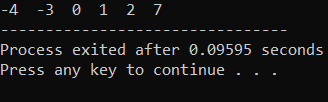 -4  -3  0  1  2  7
--------------------------------
Process exited after 0.09595 seconds
Press any key to continue . . .